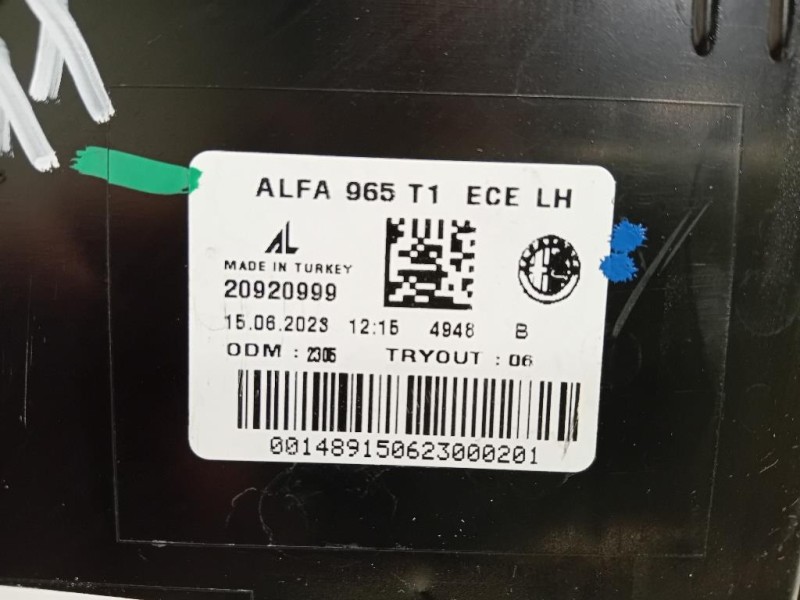 ALFA 965 T1 ECE LH
AL
MADE IN TURKEY
20920999
15.06.2023 12:15 4948 B
ODM : 2305 TRYOUT : 06
001489150623000201